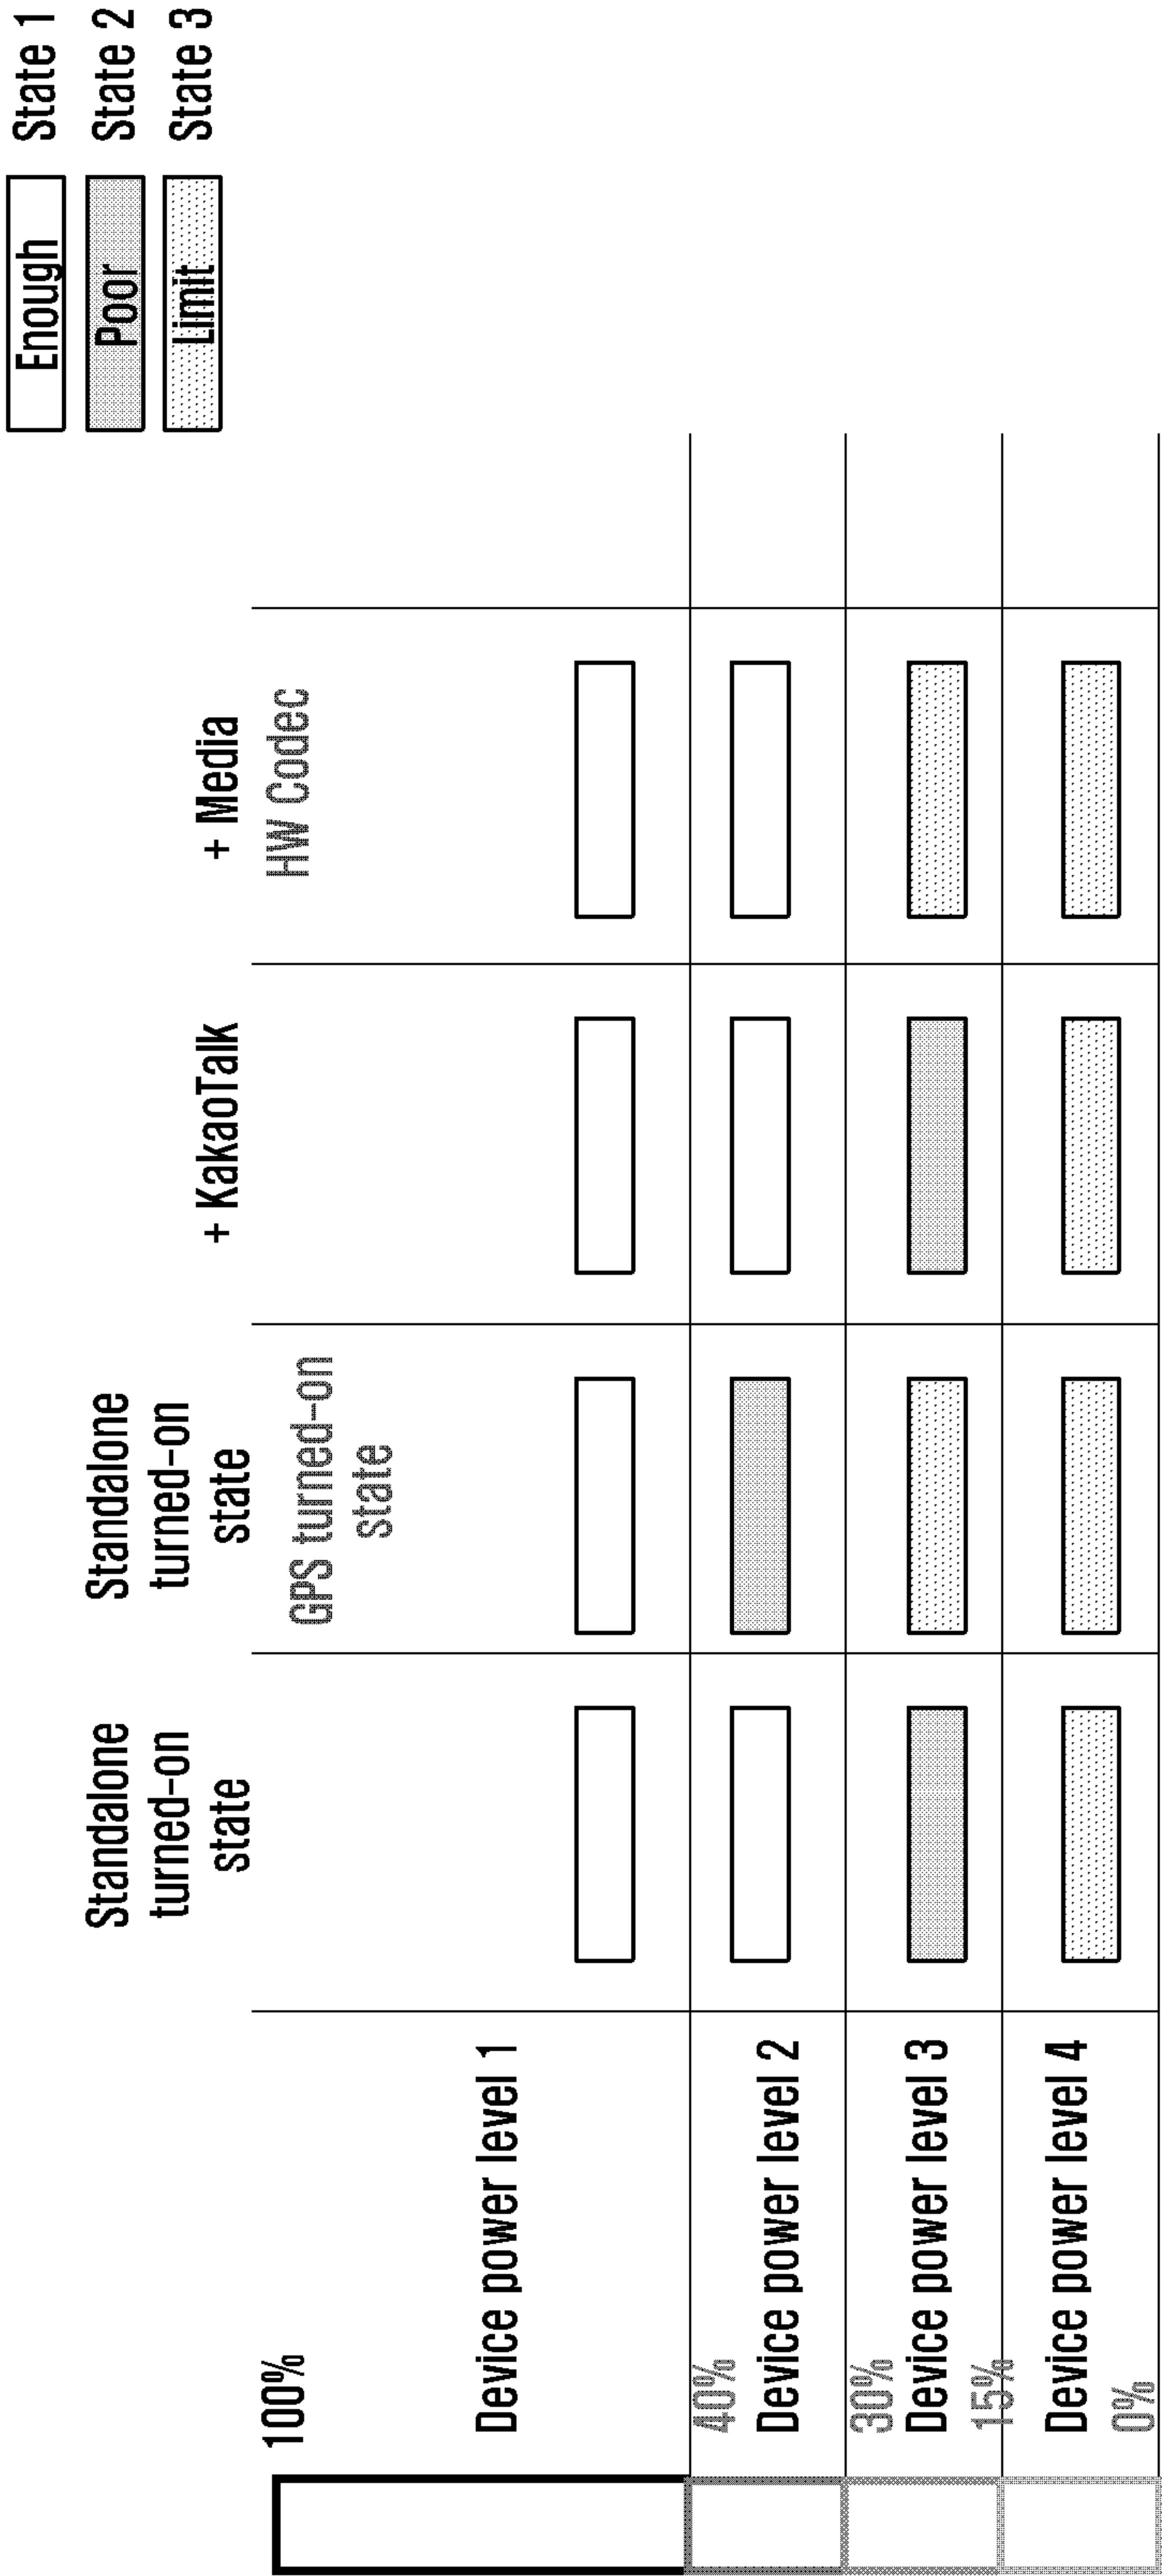 Enough State 1
Poor State 2
Limit State 3
Standalone
turned-on
state
Standalone
turned-on
state
+ KakaoTalk
+ Media
GPS turned-on
state
HW Codec
100%
Device power level 1
40%
Device power level 2
30%
Device power level 3
15%
Device power level 4
0%